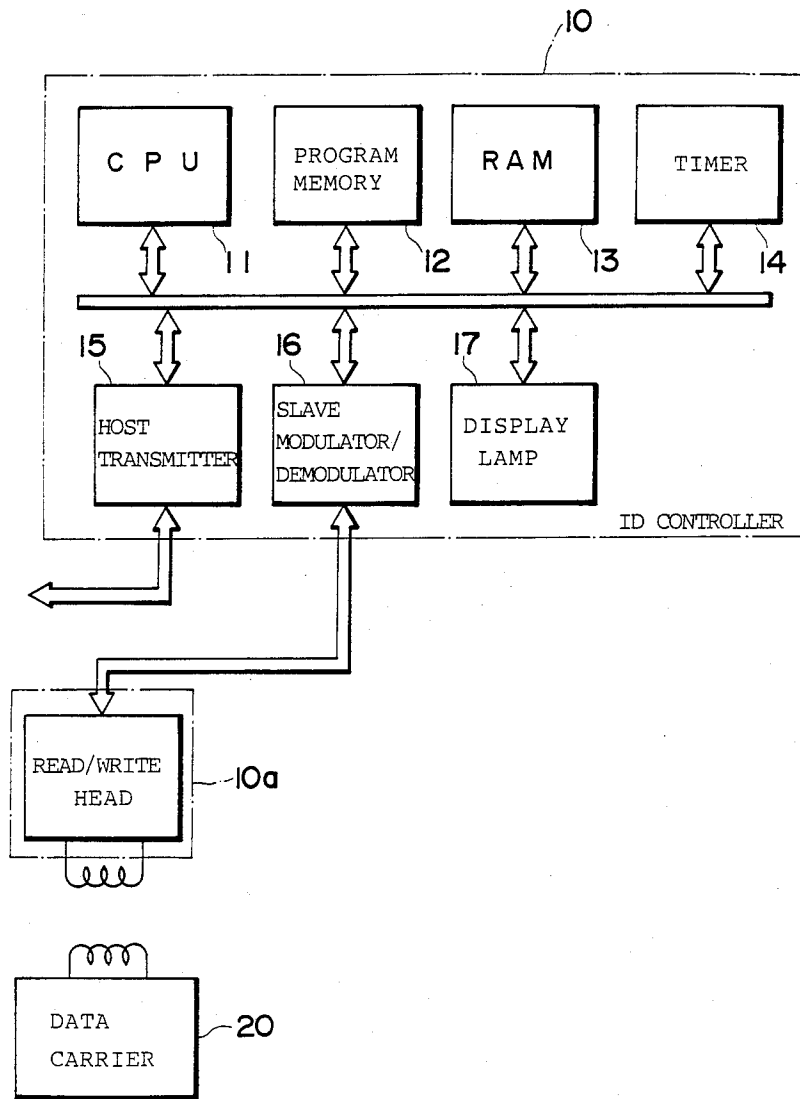 10
CPU
PROGRAM
MEMORY
RAM
TIMER
11
12
13
14
15
16
17
HOST
TRANSMITTER
SLAVE
MODULATOR/
DEMODULATOR
DISPLAY
LAMP
ID CONTROLLER
READ/WRITE
HEAD
10a
DATA
CARRIER
20